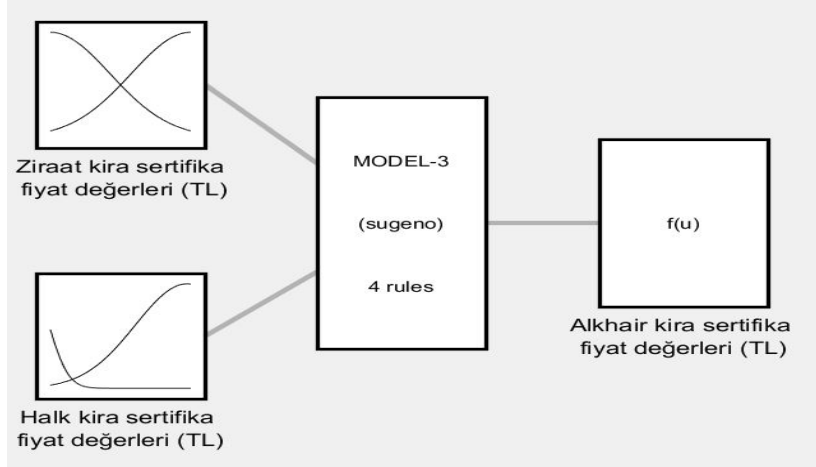 Ziraat kira sertifika
fiyat değerleri (TL)
MODEL-3
(sugeno)
4 rules
f(u)
Alkhair kira sertifika
fiyat değerleri (TL)
Halk kira sertifika
fiyat değerleri (TL)